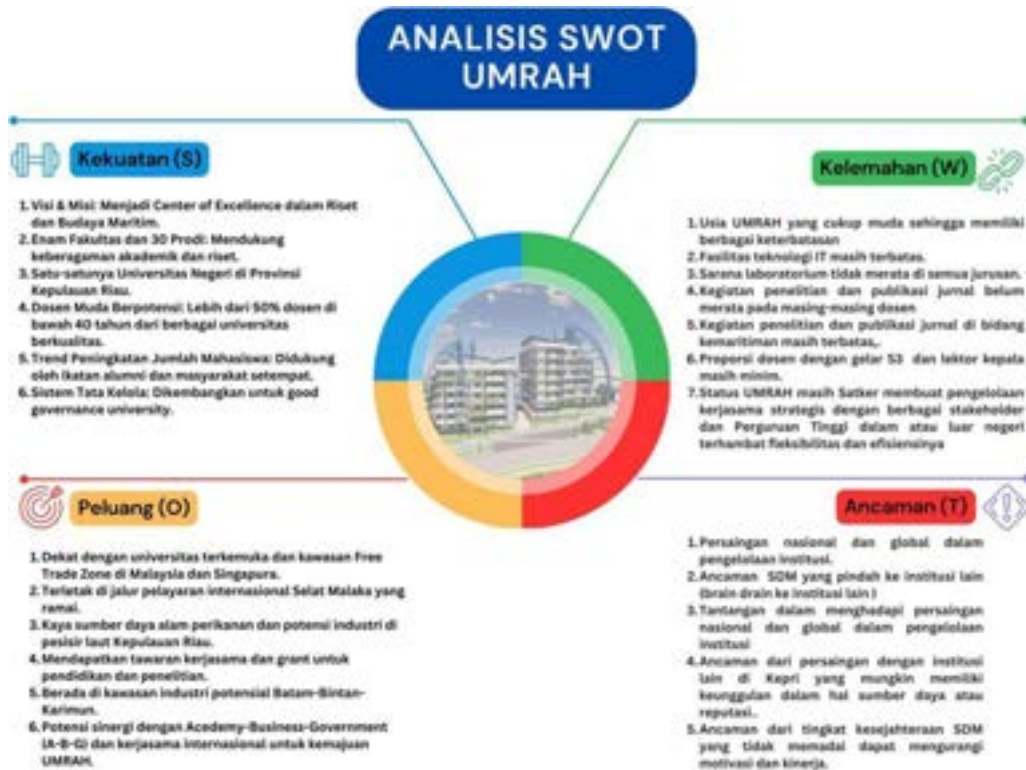 ANALISIS SWOT
UMRAH
Kekuatan (S)
1. Visi & Misi: Menjadi Center of Excellence dalam Riset
dan Budaya Maritim.
2. Enam Fakultas dan 30 Prodi: Mendukung
keberagaman akademik dan riset.
3. Satu-satunya Universitas Negeri di Provinsi
Kepulauan Riau.
4. Dosen Muda Berpotensi: Lebih dari 50% dosen di
bawah 40 tahun dari berbagai universitas
berkualitas.
5. Trend Peningkatan Jumlah Mahasiswa: Didukung
oleh ikatan alumni dan masyarakat setempat.
6. Sistem Tata Kelola: Dikembangkan untuk good
governance university.
Kelemahan (W)
1. Usia UMRAH yang cukup muda sehingga memiliki
berbagai keterbatasan
2. Fasilitas teknologi IT masih terbatas.
3. Sarana laboratorium tidak merata di semua jurusan.
4. Kegiatan penelitian dan publikasi jurnal belum
merata pada masing-masing dosen
5. Kegiatan penelitian dan publikasi jurnal di bidang
kemaritiman masih terbatas,.
6. Proporsi dosen dengan gelar S3 dan lektor kepala
masih minim.
7. Status UMRAH masih Satker membuat pengelolaan
kerjasama strategis dengan berbagai stakeholder
dan Perguruan Tinggi dalam atau luar negeri
terhambat fleksibilitas dan efisiensinya
Peluang (O)
1. Dekat dengan universitas terkemuka dan kawasan Free
Trade Zone di Malaysia dan Singapura.
2. Terletak di jalur pelayaran internasional Selat Malaka yang
ramai.
3. Kaya sumber daya alam perikanan dan potensi industri di
pesisir laut Kepulauan Riau.
4. Mendapatkan tawaran kerjasama dan grant untuk
pendidikan dan penelitian.
5. Berada di kawasan industri potensial Batam-Bintan-
Karimun.
6. Potensi sinergi dengan Acedemy-Business-Government
(A-B-G) dan kerjasama internasional untuk kemajuan
UMRAH.
Ancaman (T)
1. Persaingan nasional dan global dalam
pengelolaan institusi.
2. Ancaman SDM yang pindah ke institusi lain
(brain drain ke institusi lain )
3. Tantangan dalam menghadapi persaingan
nasional dan global dalam pengelolaan
institusi
4. Ancaman dari persaingan dengan institusi
lain di Kepri yang mungkin memiliki
keunggulan dalam hal sumber daya atau
reputasi..
5. Ancaman dari tingkat kesejahteraan SDM
yang tidak memadai dapat mengurangi
motivasi dan kinerja.